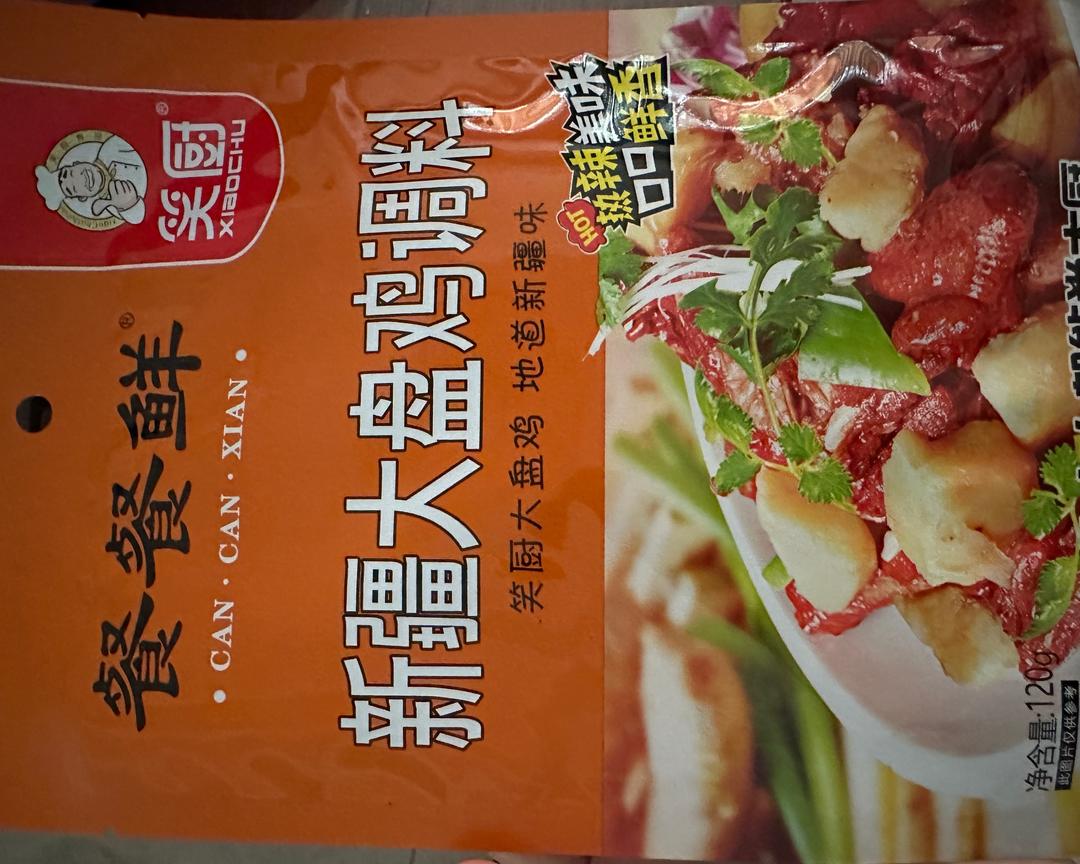 笑厨®
XIAOCHU
餐餐鲜®
• CAN · CAN · XIAN •
新疆大盘鸡调料
笑厨大盘鸡 地道新疆味
HOT
热辣美味
口口鲜香
净含量:120g
此图片仅供参考